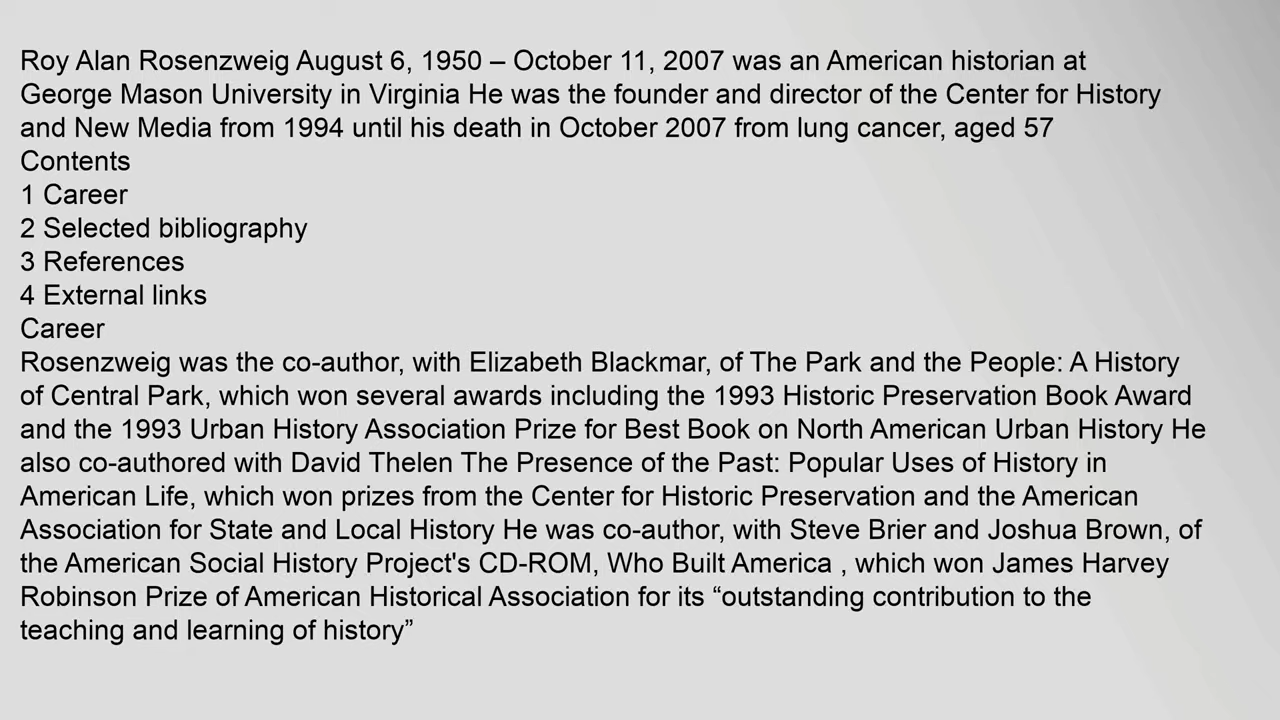 Roy Alan Rosenzweig August 6, 1950 – October 11, 2007 was an American historian at
George Mason University in Virginia He was the founder and director of the Center for History
and New Media from 1994 until his death in October 2007 from lung cancer, aged 57
Contents
1 Career
2 Selected bibliography
3 References
4 External links
Career
Rosenzweig was the co-author, with Elizabeth Blackmar, of The Park and the People: A History
of Central Park, which won several awards including the 1993 Historic Preservation Book Award
and the 1993 Urban History Association Prize for Best Book on North American Urban History He
also co-authored with David Thelen The Presence of the Past: Popular Uses of History in
American Life, which won prizes from the Center for Historic Preservation and the American
Association for State and Local History He was co-author, with Steve Brier and Joshua Brown, of
the American Social History Project's CD-ROM, Who Built America , which won James Harvey
Robinson Prize of American Historical Association for its “outstanding contribution to the
teaching and learning of history”